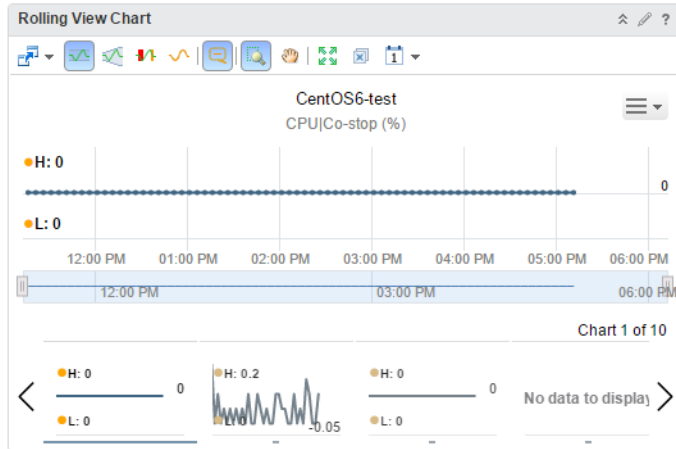 Rolling View Chart ?
1
CentOS6-test
CPU|Co-stop (%)
H: 0
0
L: 0
12:00 PM 01:00 PM 02:00 PM 03:00 PM 04:00 PM 05:00 PM 06:00 PM
12:00 PM 03:00 PM 06:00 PM
Chart 1 of 10
H: 0 H: 0.2 H: 0
0 0 No data to display
L: 0 L: 0 -0.05 L: 0